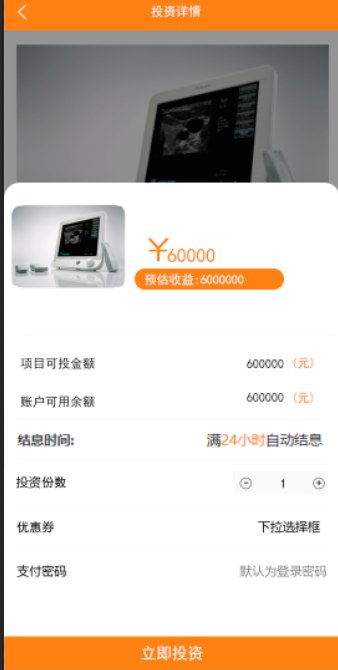 投资详情
￥60000
预估收益:6000000
项目可投金额 600000 (元)
账户可用余额 600000 (元)
结息时间: 满24小时自动结息
投资份数 1
优惠券 下拉选择框
支付密码 默认为登录密码
立即投资